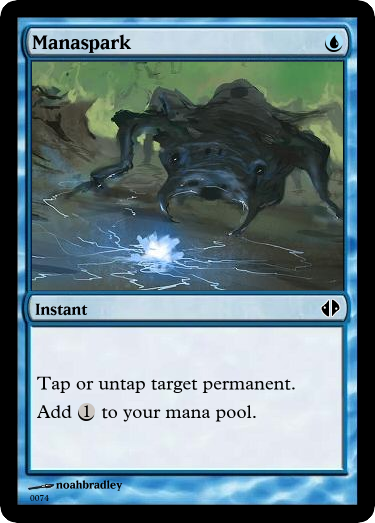 Manaspark
Instant
Tap or untap target permanent.
Add 1 to your mana pool.
noahbradley
0074